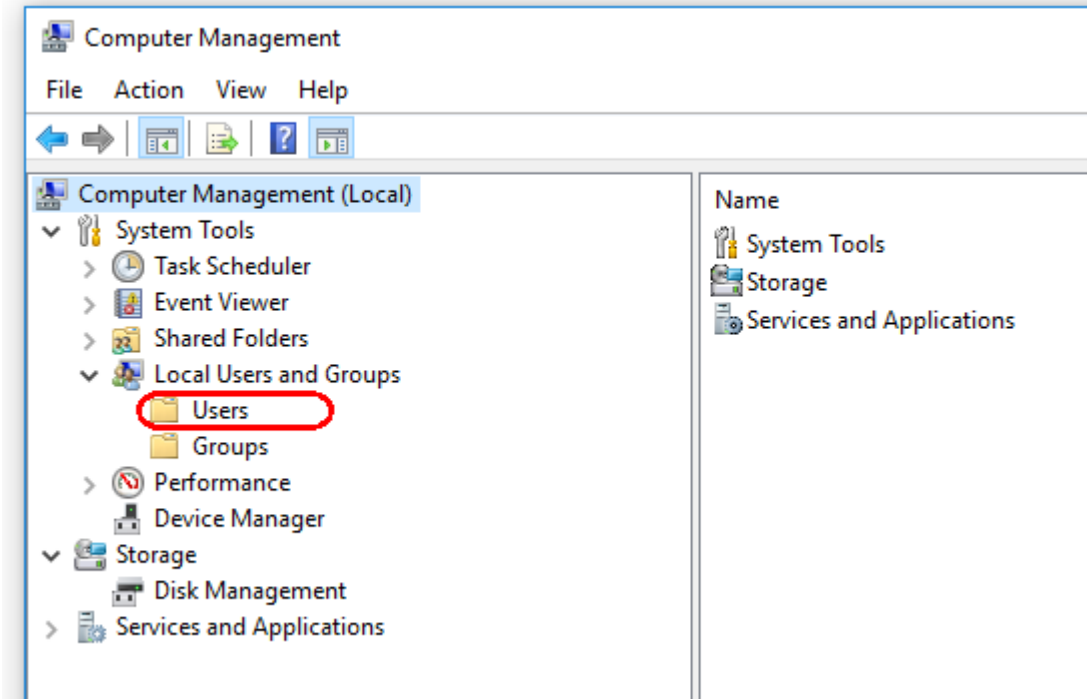 Computer Management
File Action View Help
Computer Management (Local)
System Tools
Task Scheduler
Event Viewer
Shared Folders
Local Users and Groups
Users
Groups
Performance
Device Manager
Storage
Disk Management
Services and Applications
Name
System Tools
Storage
Services and Applications